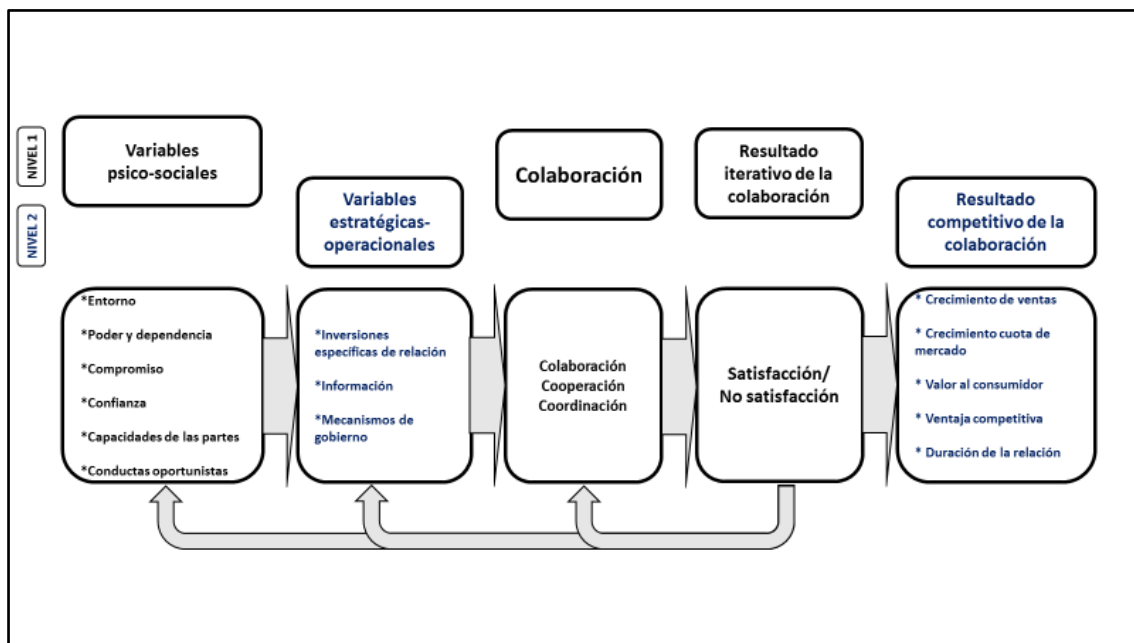 NIVEL 1
NIVEL 2
Variables
psico-sociales
Variables
estratégicas-
operacionales
Colaboración
Resultado
iterativo de la
colaboración
Resultado
competitivo de la
colaboración
*Entorno
*Poder y dependencia
*Compromiso
*Confianza
*Capacidades de las partes
*Conductas oportunistas
*Inversiones
específicas de relación
*Información
*Mecanismos de
gobierno
Colaboración
Cooperación
Coordinación
Satisfacción/
No satisfacción
* Crecimiento de ventas
* Crecimiento cuota de
mercado
* Valor al consumidor
* Ventaja competitiva
* Duración de la relación